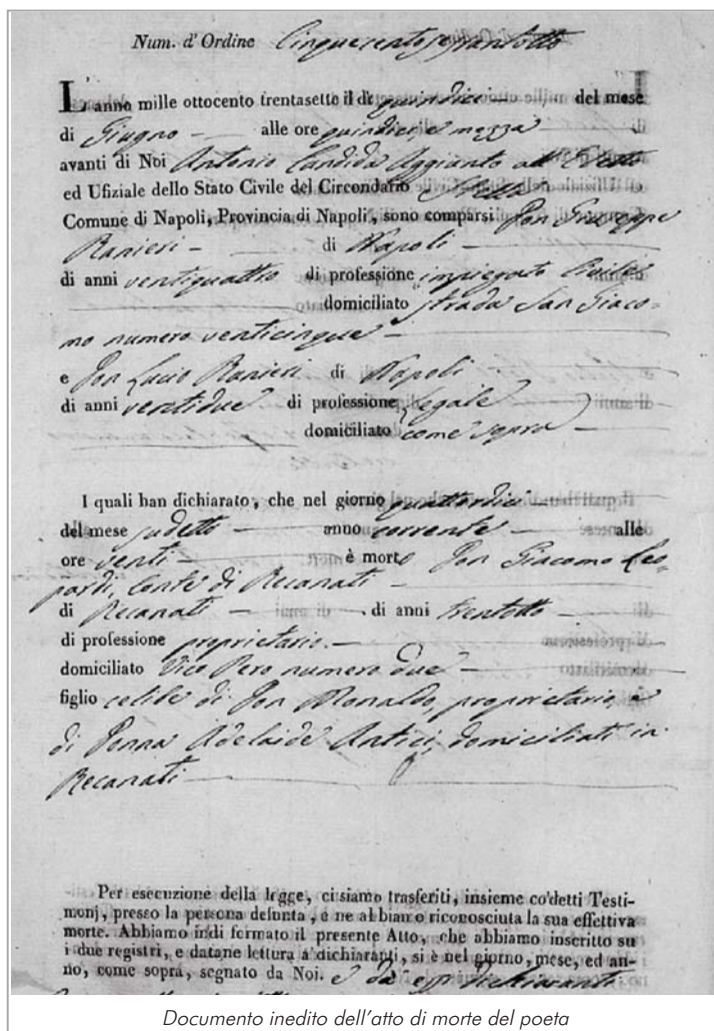 Num. d'Ordine
L'anno mille ottocento trentasette il dì quindici del mese
di Giugno alle ore quindici e mezza
avanti di Noi Antonio Candida Aggiunto all'Eletto
ed Ufiziale dello Stato Civile del Circondario Stella
Comune di Napoli, Provincia di Napoli, sono comparsi Don Giuseppe
Ranieri di Napoli
di anni ventiquattro di professione impiegato Civile
domiciliato strada San Giaco-
mo numero venticinque
e Don Lucio Ranieri di Napoli
di anni ventidue di professione legale
domiciliato come sopra
I quali han dichiarato, che nel giorno quattordici
del mese sudetto anno corrente alle
ore venti è morto Don Giacomo Leo-
pardi, Conte di Recanati
di Recanati di anni trentotto
di professione proprietario
domiciliato Vico Pero numero due
figlio celibe di Don Monaldo, proprietario, e
di Donna Adelaide Antici, domiciliati in
Recanati
Per esecuzione della legge, ci siamo trasferiti, insieme co'detti Testi-
monj, presso la persona defunta, e ne abbiamo riconosciuta la sua effettiva
morte. Abbiamo indi formato il presente Atto, che abbiamo inscritto su
i due registri, e datane lettura a'dichiaranti, si è nel giorno, mese, ed an-
no, come sopra, segnato da Noi. e da dichiaranti
Documento inedito dell'atto di morte del poeta